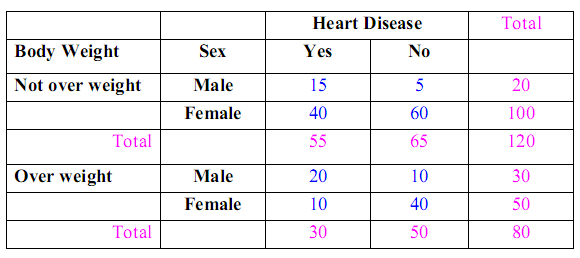 Heart Disease Total
Body Weight Sex Yes No
Not over weight Male 15 5 20
Female 40 60 100
Total 55 65 120
Over weight Male 20 10 30
Female 10 40 50
Total 30 50 80